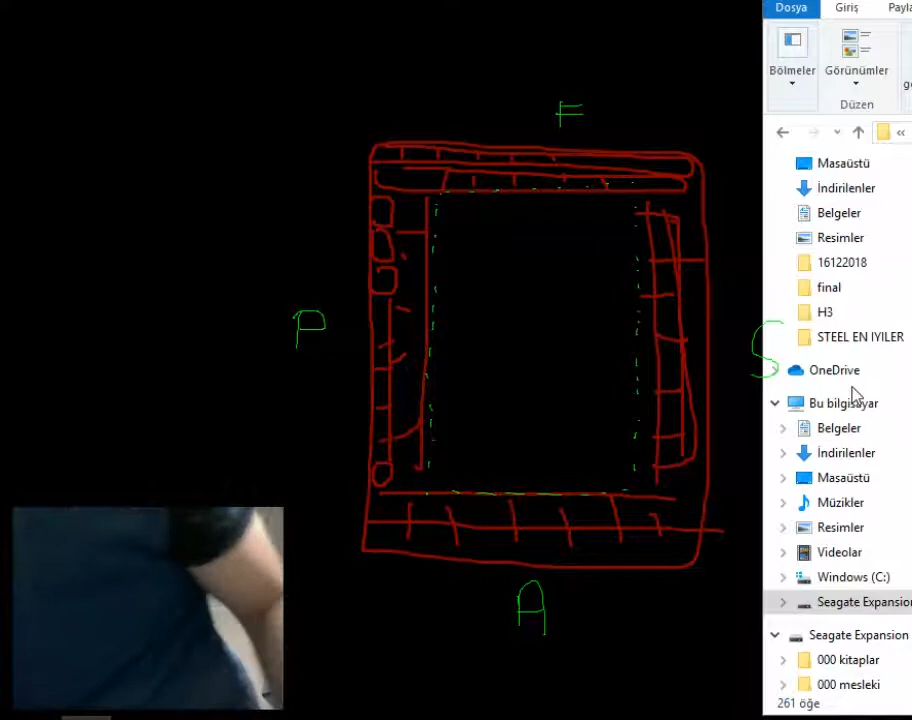 Dosya Giriş Payla
Bölmeler Görünümler
Düzen
«
Masaüstü
İndirilenler
Belgeler
Resimler
16122018
final
H3
STEEL EN IYILER
OneDrive
Bu bilgisayar
Belgeler
İndirilenler
Masaüstü
Müzikler
Resimler
Videolar
Windows (C:)
Seagate Expansio
Seagate Expansion
000 kitaplar
000 mesleki
261 öğe
F
P
S
A